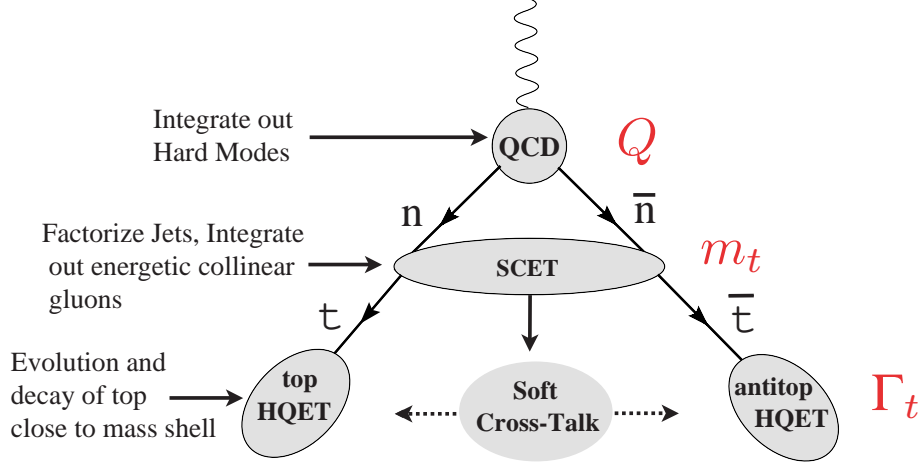 Integrate out
Hard Modes
QCD
Q
n
n̅
Factorize Jets, Integrate
out energetic collinear
gluons
SCET
m_t
t
t̅
Evolution and
decay of top
close to mass shell
top
HQET
Soft
Cross-Talk
antitop
HQET
Γ_t